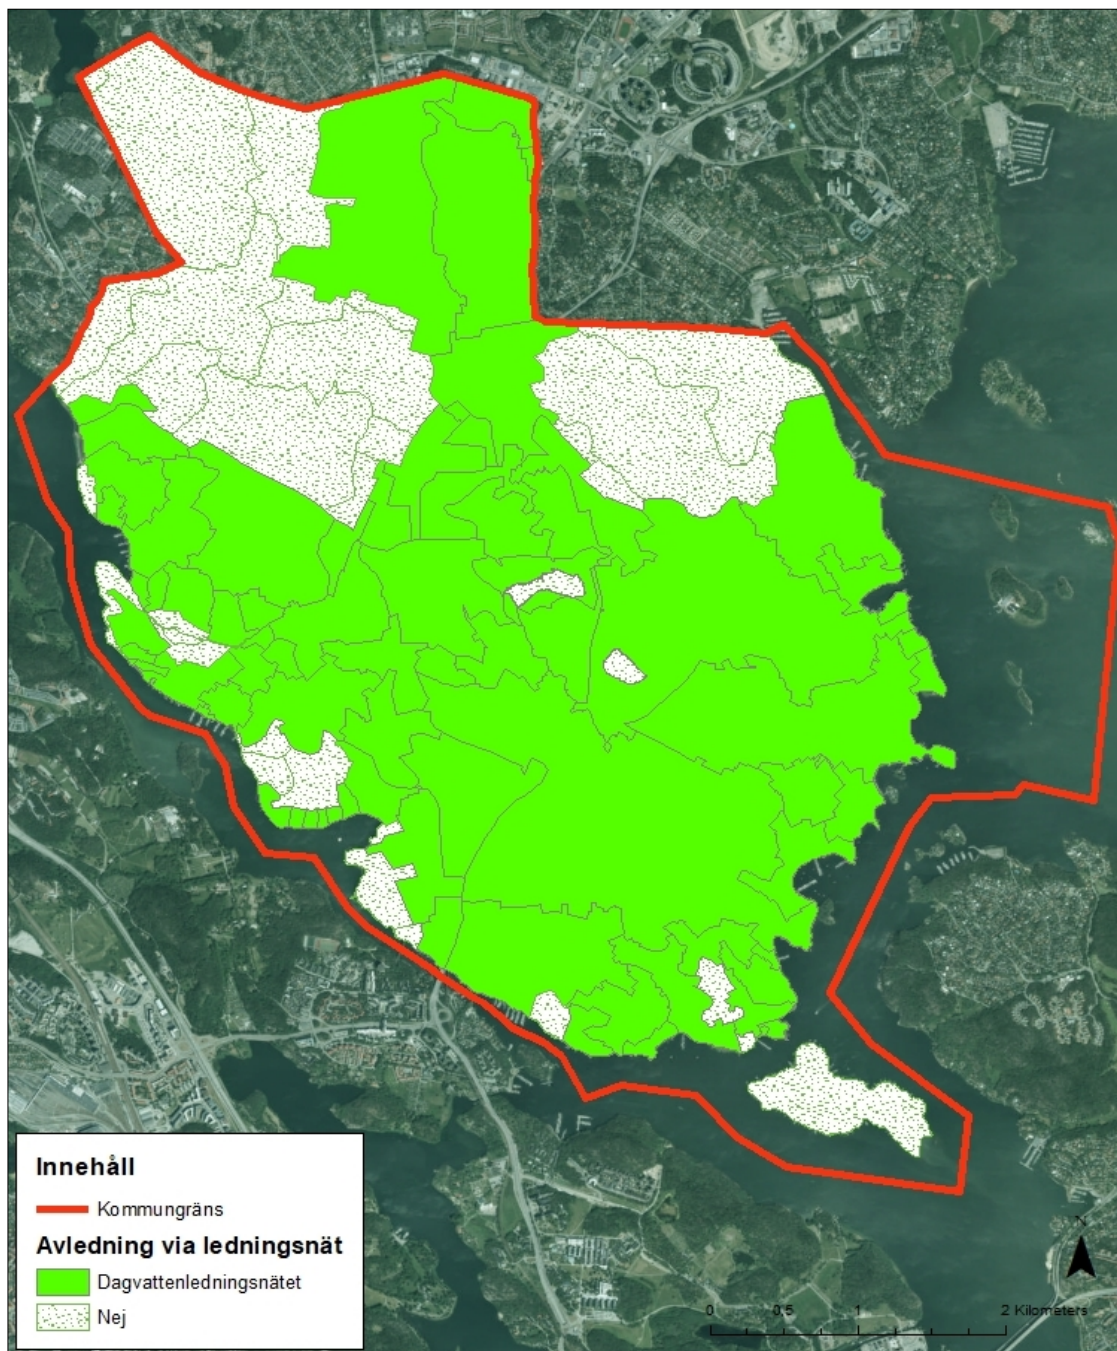 Innehåll
Kommungräns
Avledning via ledningsnät
Dagvattenledningsnätet
Nej
N
0 0,5 1 2 Kilometers